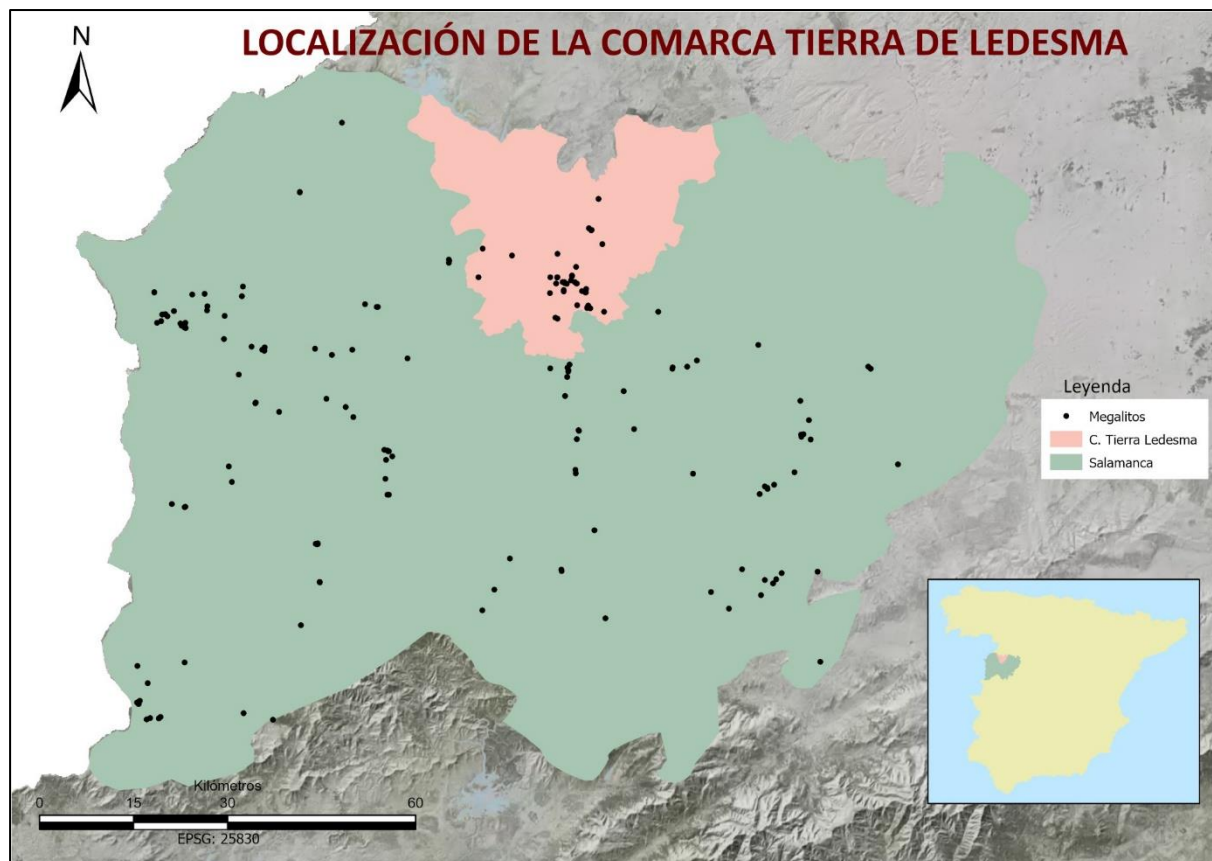 N
LOCALIZACIÓN DE LA COMARCA TIERRA DE LEDESMA
Leyenda
Megalitos
C. Tierra Ledesma
Salamanca
Kilómetros
0 15 30 60
EPSG: 25830